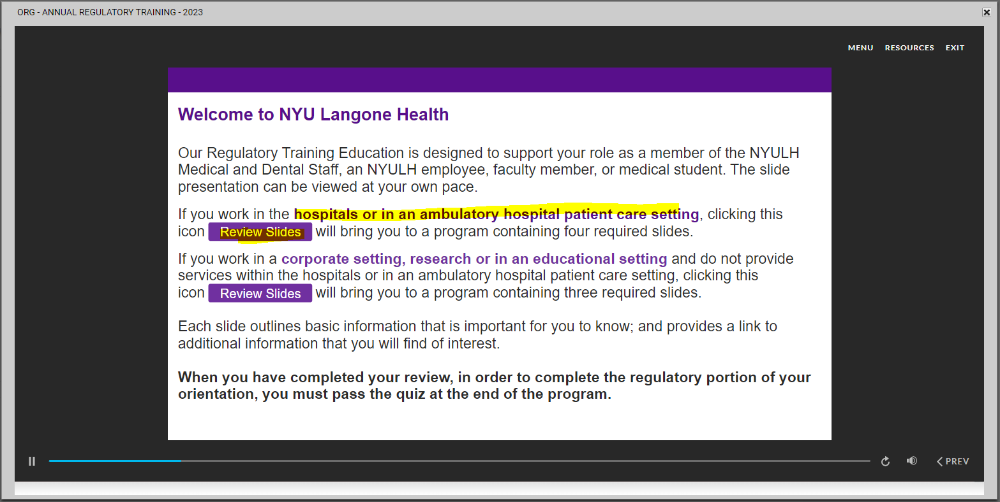 ORG - ANNUAL REGULATORY TRAINING - 2023
MENU RESOURCES EXIT
Welcome to NYU Langone Health
Our Regulatory Training Education is designed to support your role as a member of the NYULH
Medical and Dental Staff, an NYULH employee, faculty member, or medical student. The slide
presentation can be viewed at your own pace.
If you work in the hospitals or in an ambulatory hospital patient care setting, clicking this
icon Review Slides will bring you to a program containing four required slides.
If you work in a corporate setting, research or in an educational setting and do not provide
services within the hospitals or in an ambulatory hospital patient care setting, clicking this
icon Review Slides will bring you to a program containing three required slides.
Each slide outlines basic information that is important for you to know; and provides a link to
additional information that you will find of interest.
When you have completed your review, in order to complete the regulatory portion of your
orientation, you must pass the quiz at the end of the program.
PREV